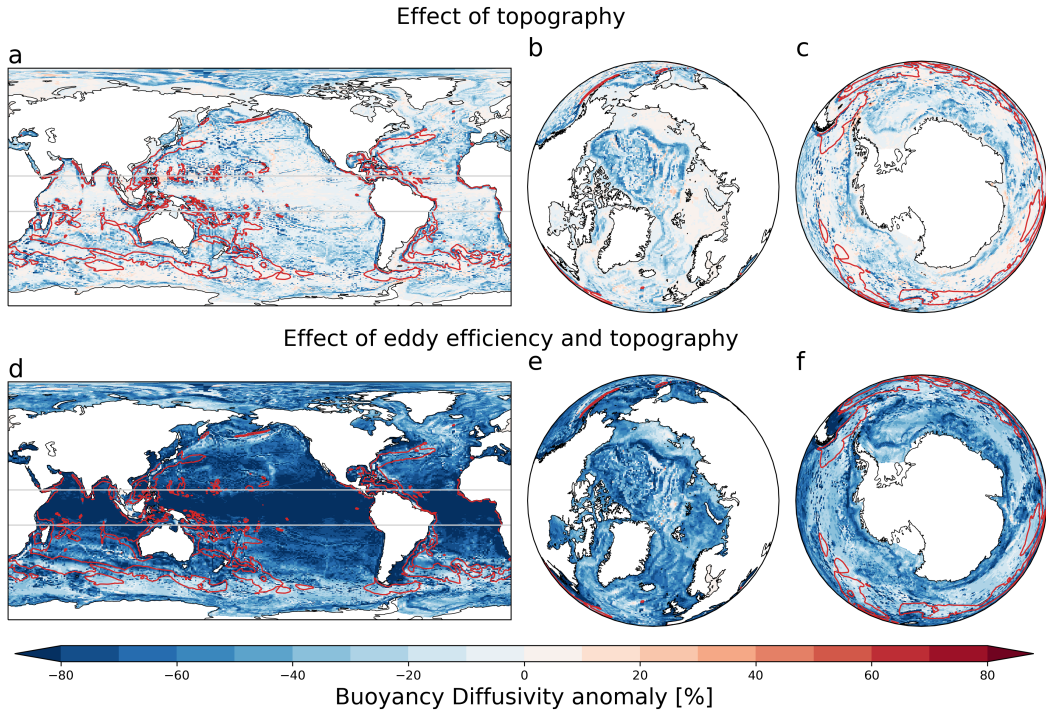 Effect of topography
a
b
c
Effect of eddy efficiency and topography
d
e
f
−80 −60 −40 −20 0 20 40 60 80
Buoyancy Diffusivity anomaly [%]